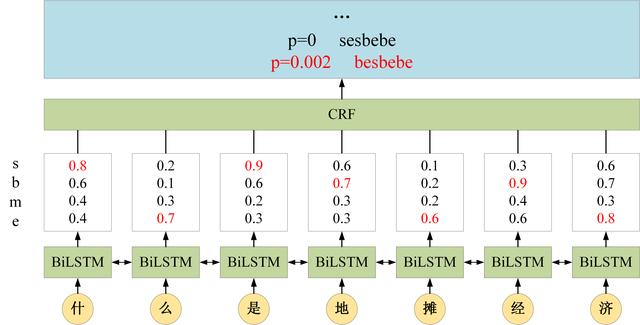 ...
p=0 sesbebe
p=0.002 besbebe
CRF
s 0.8 0.2 0.9 0.6 0.1 0.3 0.6
b 0.6 0.1 0.6 0.7 0.2 0.9 0.7
m 0.4 0.3 0.2 0.3 0.2 0.4 0.3
e 0.4 0.7 0.3 0.3 0.6 0.6 0.8
BiLSTM BiLSTM BiLSTM BiLSTM BiLSTM BiLSTM BiLSTM
什 么 是 地 摊 经 济